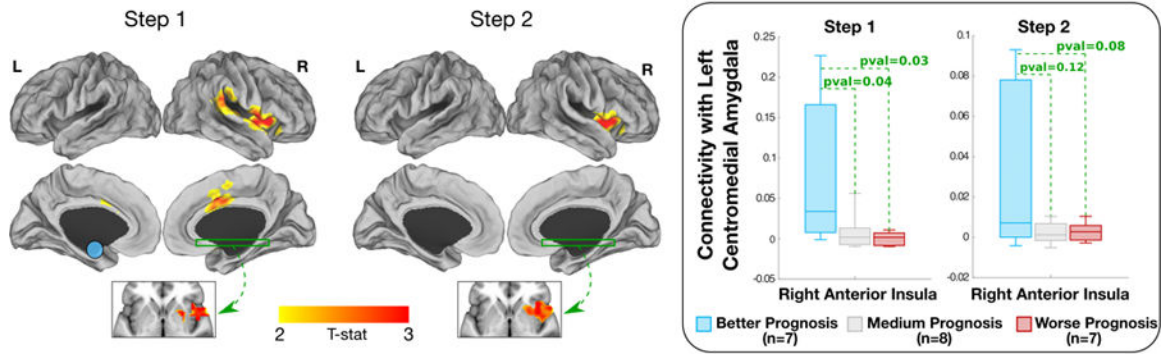 Step 1
L
R
Step 2
L
R
2
T-stat
3
Connectivity with Left
Centromedial Amygdala
Step 1
0.25
0.20
0.15
0.1
0.05
0
-0.05
pval=0.03
pval=0.04
Right Anterior Insula
Step 2
0.1
0.08
0.06
0.04
0.02
0
-0.02
pval=0.08
pval=0.12
Right Anterior Insula
Better Prognosis
(n=7)
Medium Prognosis
(n=8)
Worse Prognosis
(n=7)